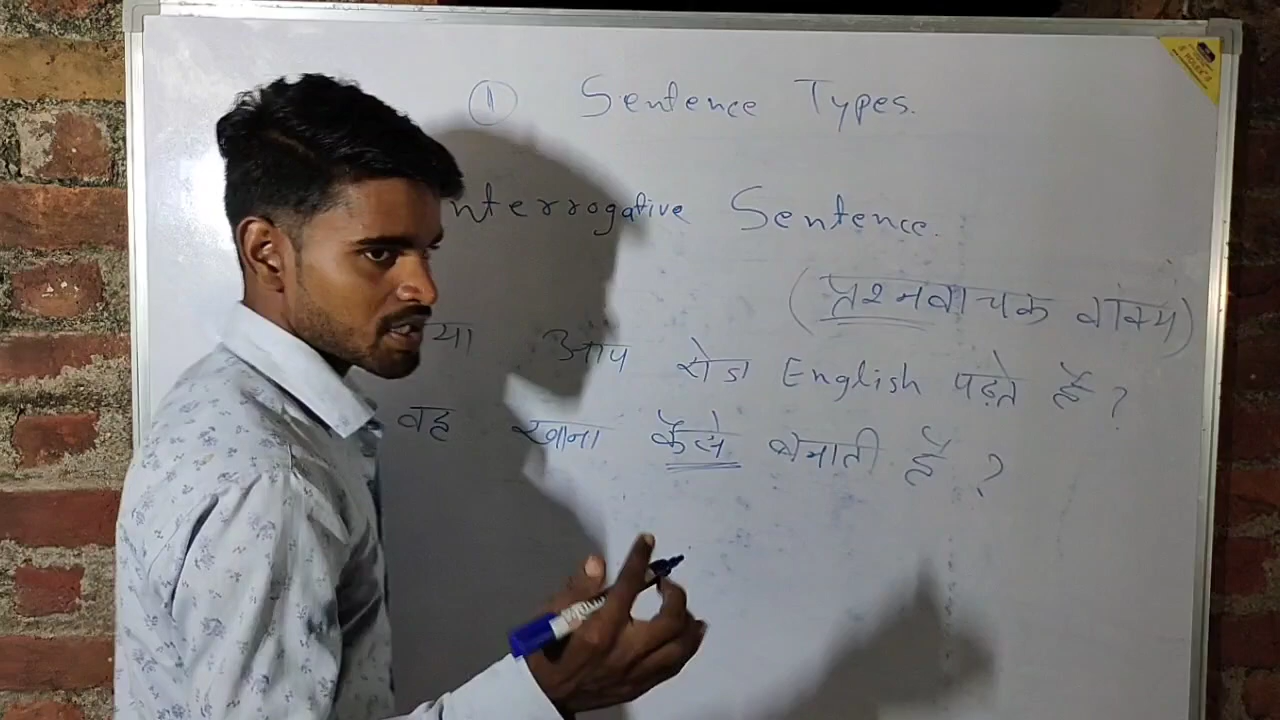 ① Sentence Types.
nterrogative Sentence.
(प्रश्नवाचक वाक्य)
या आप रोज English पढ़ते हैं ?
वह खाना कैसे बनाती है ?